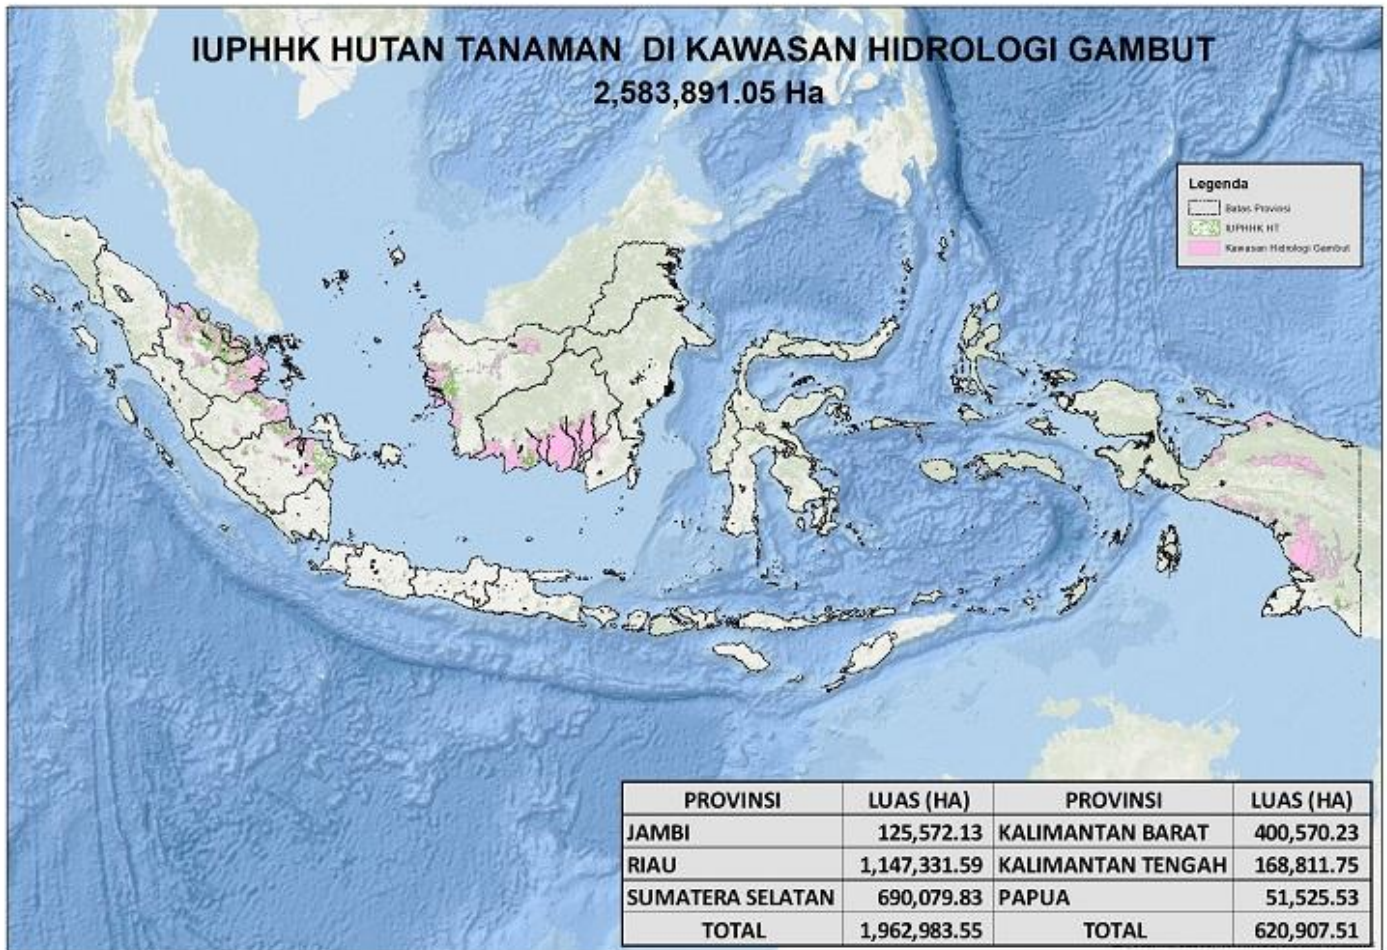 IUPHHK HUTAN TANAMAN DI KAWASAN HIDROLOGI GAMBUT
2,583,891.05 Ha
Legenda
Batas Provinsi
IUPHHK HT
Kawasan Hidrologi Gambut
PROVINSI LUAS (HA) PROVINSI LUAS (HA)
JAMBI 125,572.13 KALIMANTAN BARAT 400,570.23
RIAU 1,147,331.59 KALIMANTAN TENGAH 168,811.75
SUMATERA SELATAN 690,079.83 PAPUA 51,525.53
TOTAL 1,962,983.55 TOTAL 620,907.51